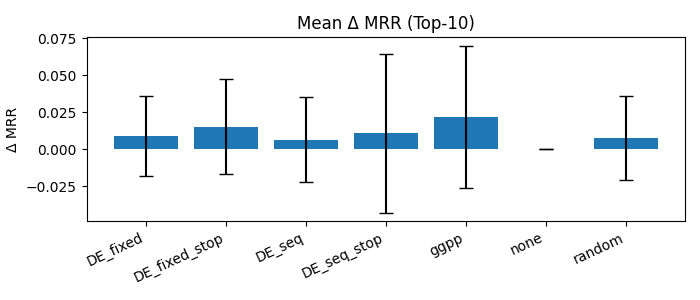 Mean Δ MRR (Top-10)
Δ MRR
0.075
0.050
0.025
0.000
−0.025
DE_fixed
DE_fixed_stop
DE_seq
DE_seq_stop
ggpp
none
random